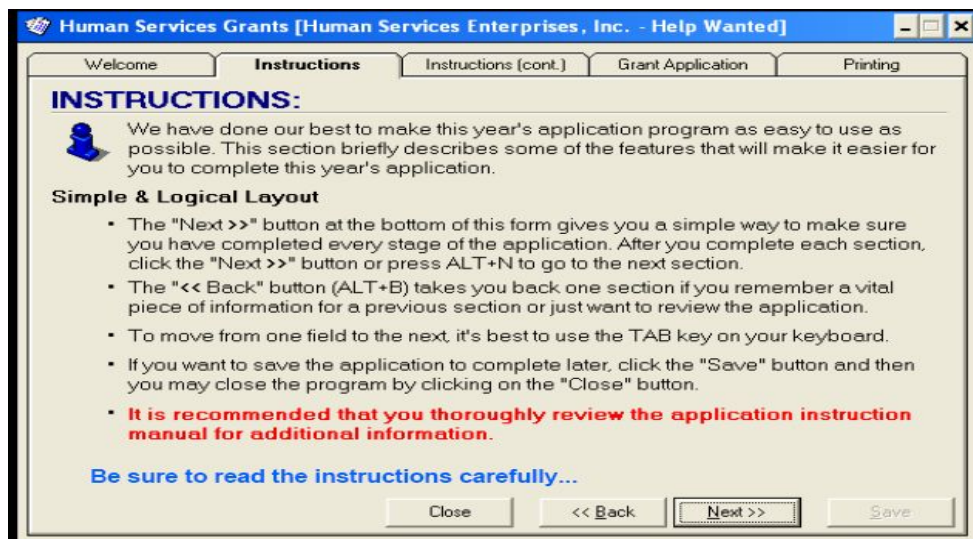 Human Services Grants [Human Services Enterprises, Inc. - Help Wanted]
Welcome Instructions Instructions (cont.) Grant Application Printing
INSTRUCTIONS:
We have done our best to make this year's application program as easy to use as
possible. This section briefly describes some of the features that will make it easier for
you to complete this year's application.
Simple & Logical Layout
• The "Next >>" button at the bottom of this form gives you a simple way to make sure
you have completed every stage of the application. After you complete each section,
click the "Next >>" button or press ALT+N to go to the next section.
• The "<< Back" button (ALT+B) takes you back one section if you remember a vital
piece of information for a previous section or just want to review the application.
• To move from one field to the next, it's best to use the TAB key on your keyboard.
• If you want to save the application to complete later, click the "Save" button and then
you may close the program by clicking on the "Close" button.
• It is recommended that you thoroughly review the application instruction
manual for additional information.
Be sure to read the instructions carefully...
Close << Back Next >> Save